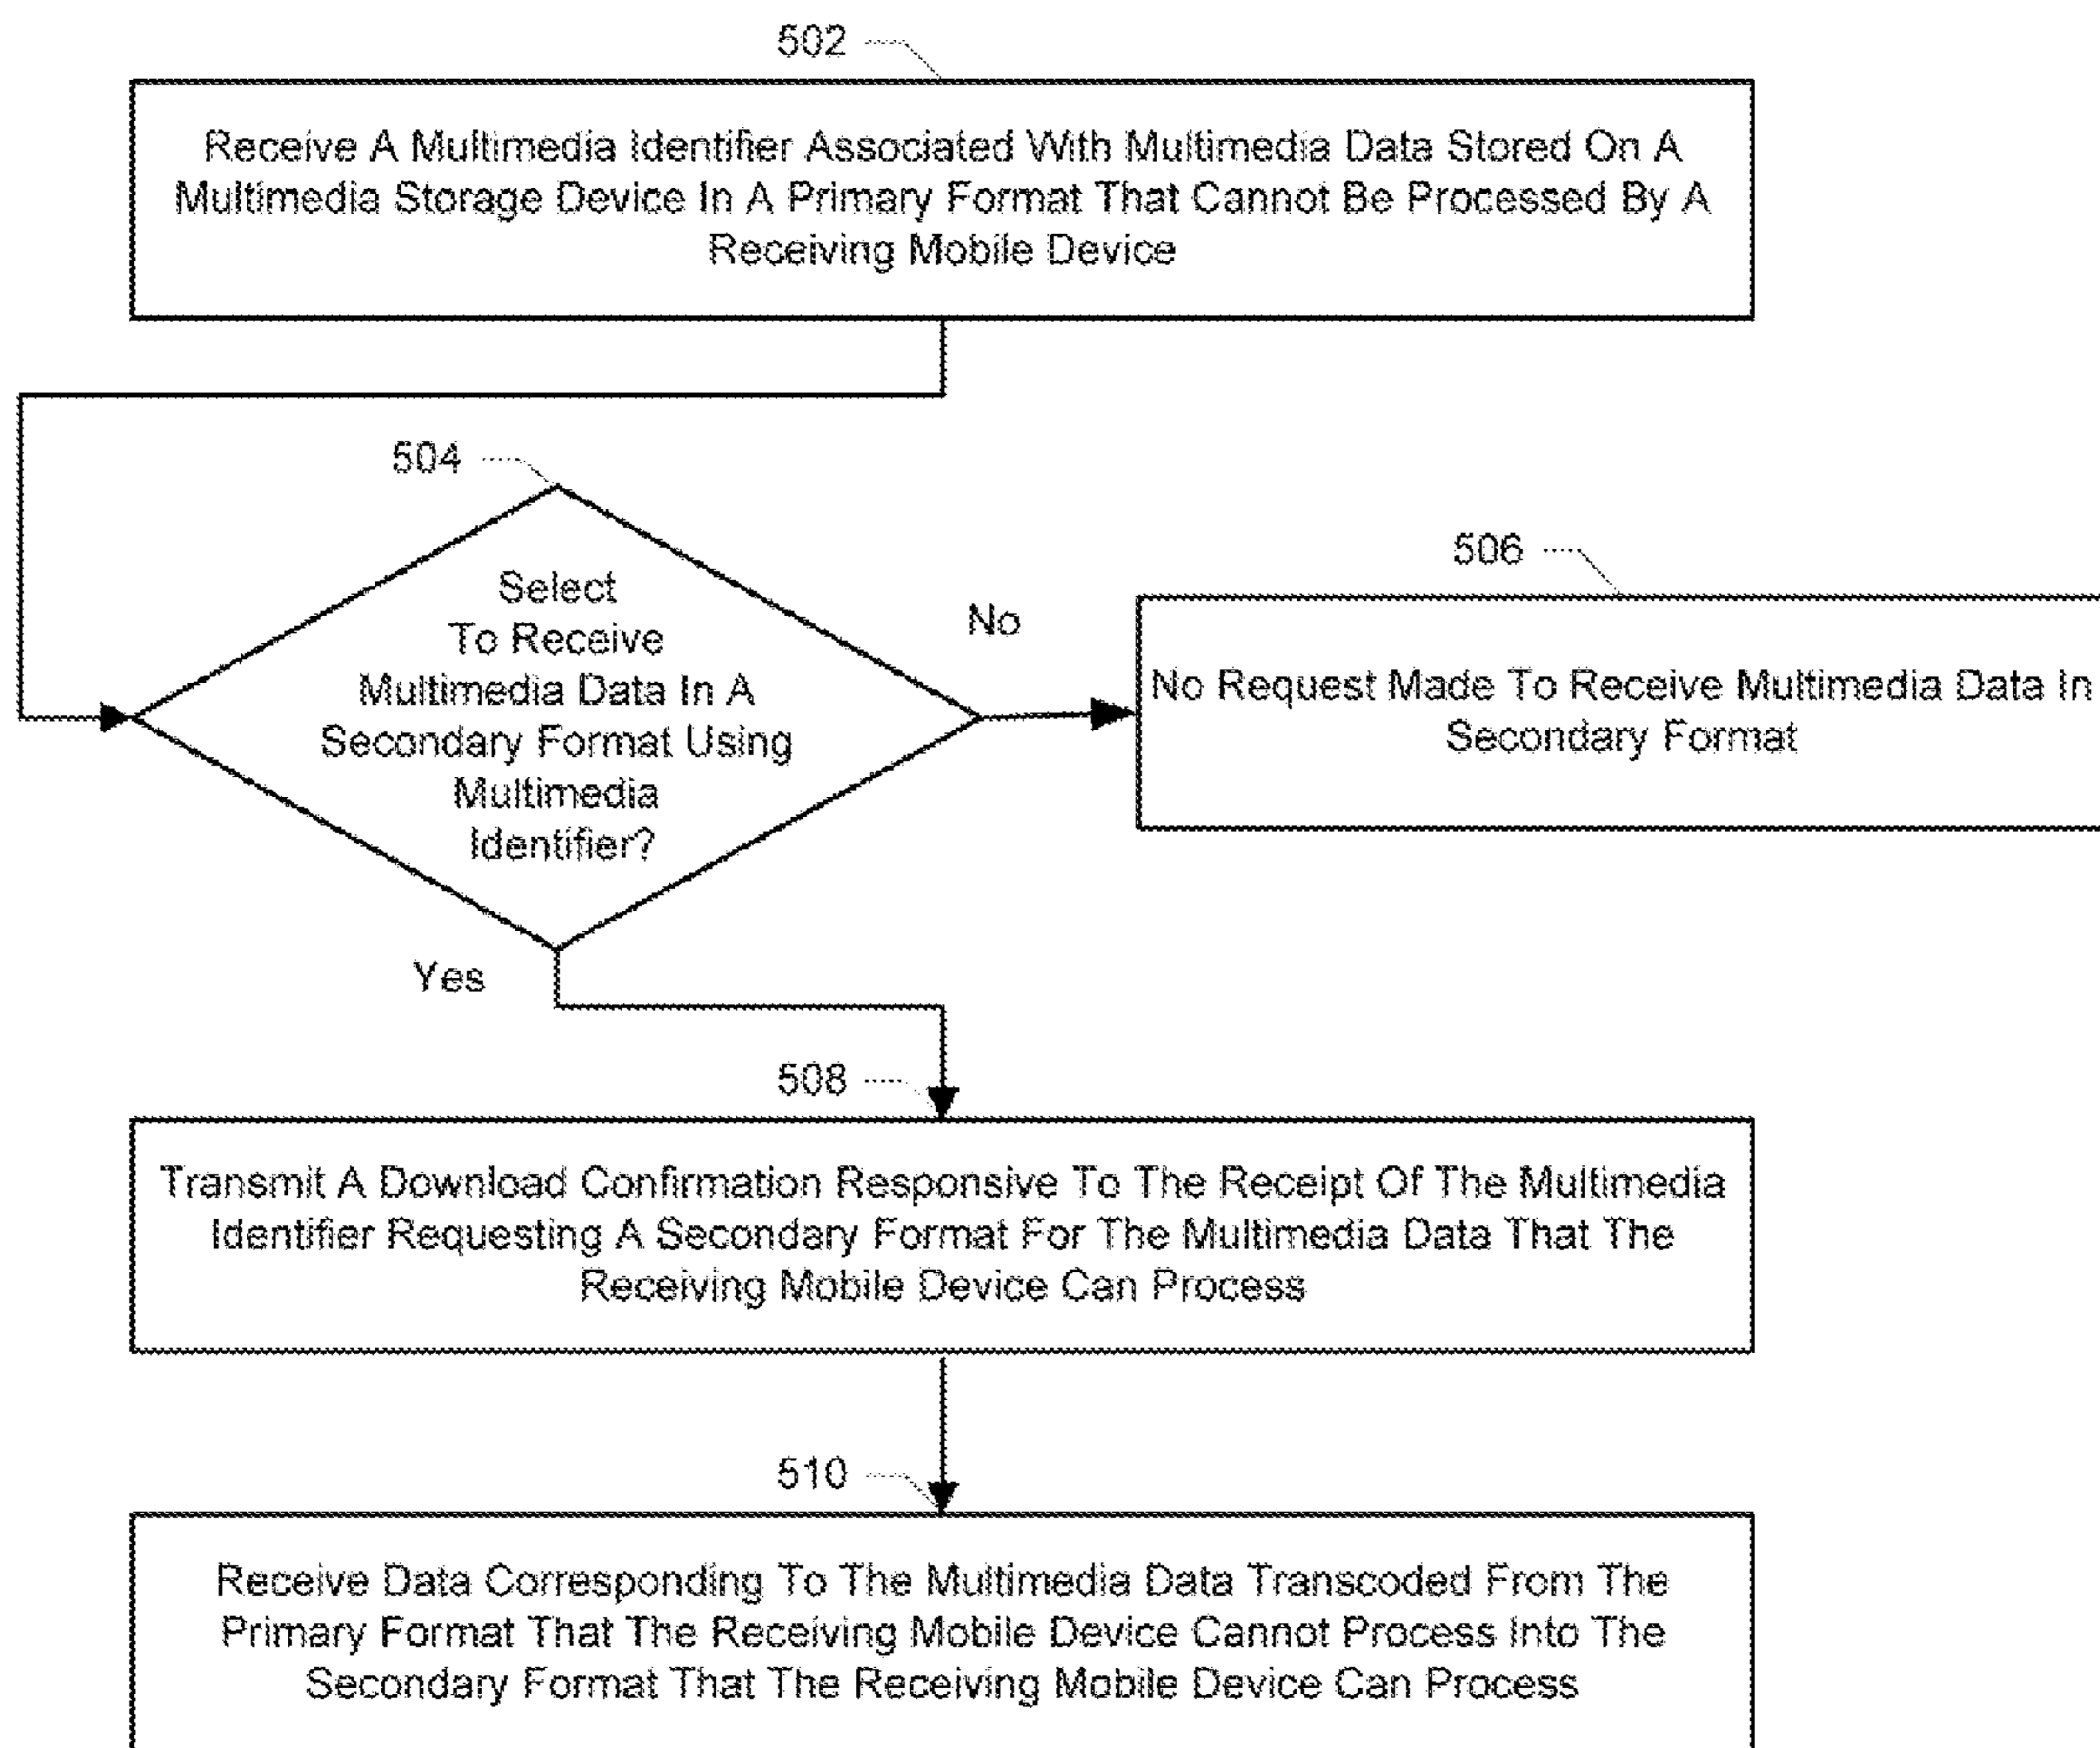 502
Receive A Multimedia Identifier Associated With Multimedia Data Stored On A
Multimedia Storage Device In A Primary Format That Cannot Be Processed By A
Receiving Mobile Device
504
Select
To Receive
Multimedia Data In A
Secondary Format Using
Multimedia
Identifier?
No
506
No Request Made To Receive Multimedia Data In
Secondary Format
Yes
508
Transmit A Download Confirmation Responsive To The Receipt Of The Multimedia
Identifier Requesting A Secondary Format For The Multimedia Data That The
Receiving Mobile Device Can Process
510
Receive Data Corresponding To The Multimedia Data Transcoded From The
Primary Format That The Receiving Mobile Device Cannot Process Into The
Secondary Format That The Receiving Mobile Device Can Process